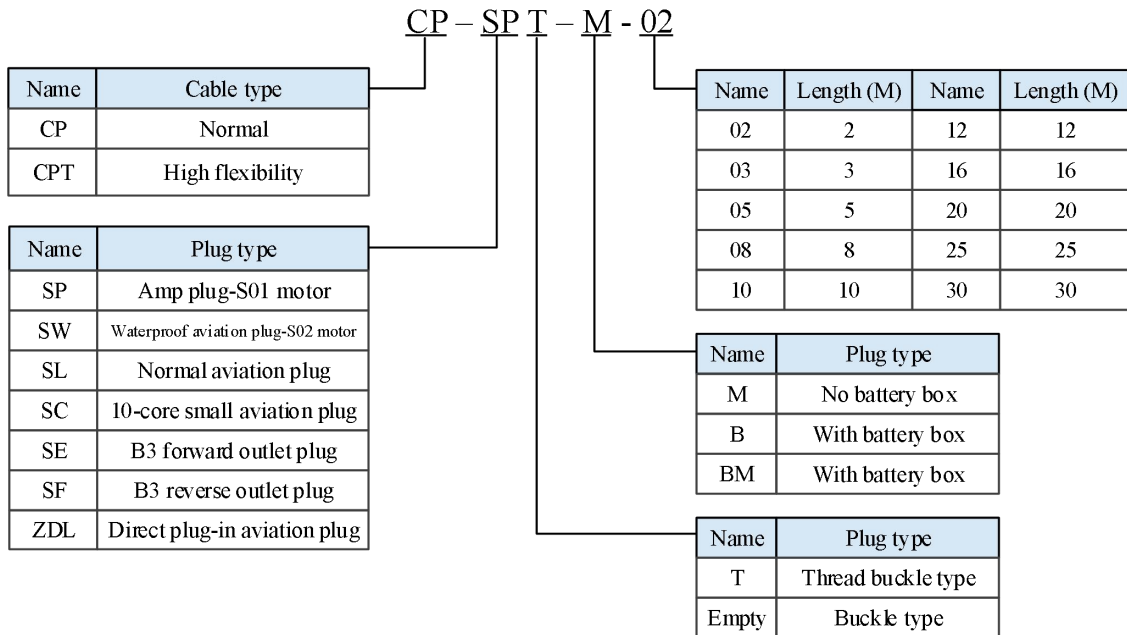 CP – SP T – M - 02
Name Cable type
CP Normal
CPT High flexibility
Name Plug type
SP Amp plug-S01 motor
SW Waterproof aviation plug-S02 motor
SL Normal aviation plug
SC 10-core small aviation plug
SE B3 forward outlet plug
SF B3 reverse outlet plug
ZDL Direct plug-in aviation plug
Name Length (M) Name Length (M)
02 2 12 12
03 3 16 16
05 5 20 20
08 8 25 25
10 10 30 30
Name Plug type
M No battery box
B With battery box
BM With battery box
Name Plug type
T Thread buckle type
Empty Buckle type